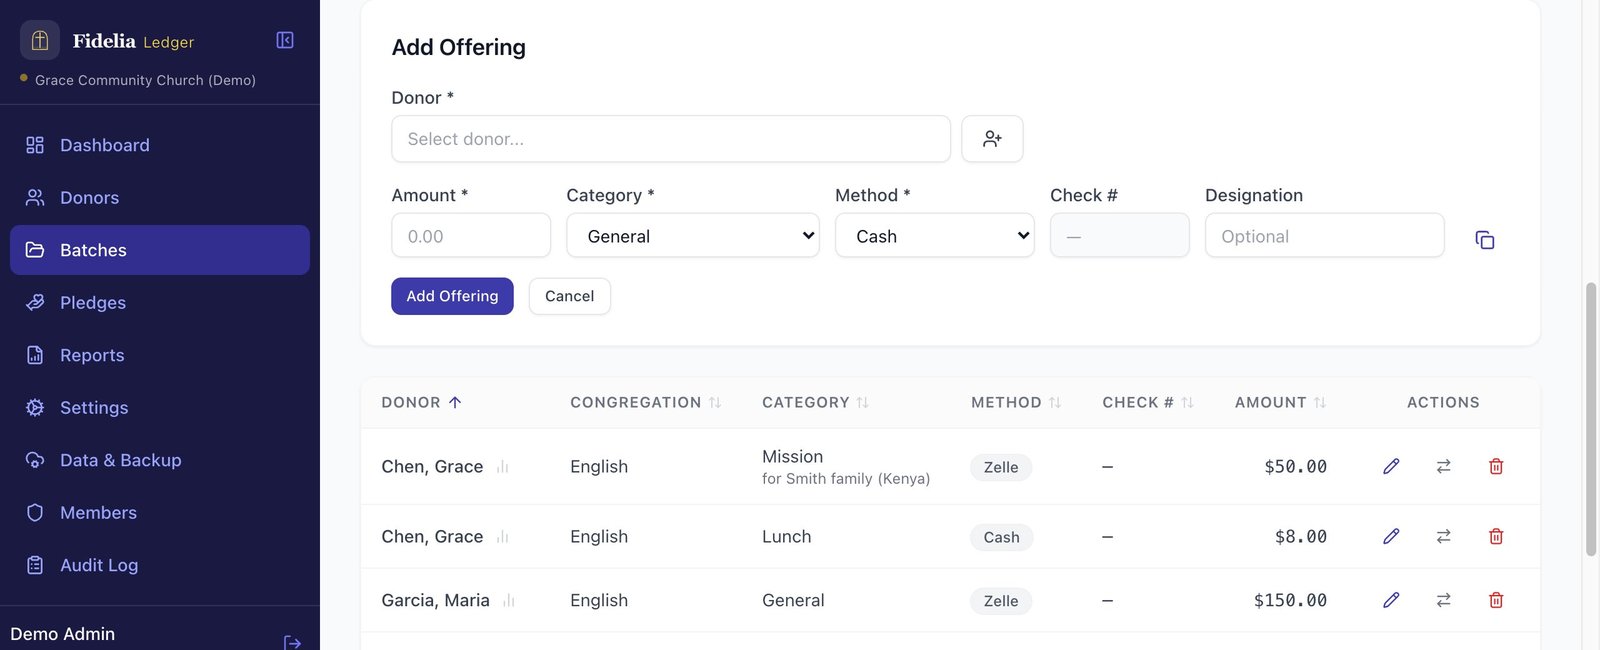 Fidelia Ledger
Grace Community Church (Demo)
Dashboard
Donors
Batches
Pledges
Reports
Settings
Data & Backup
Members
Audit Log
Demo Admin
Add Offering
Donor *
Select donor...
Amount * Category * Method * Check # Designation
0.00 General Cash — Optional
Add Offering Cancel
DONOR CONGREGATION CATEGORY METHOD CHECK # AMOUNT ACTIONS
Chen, Grace English Mission Zelle — $50.00
for Smith family (Kenya)
Chen, Grace English Lunch Cash — $8.00
Garcia, Maria English General Zelle — $150.00